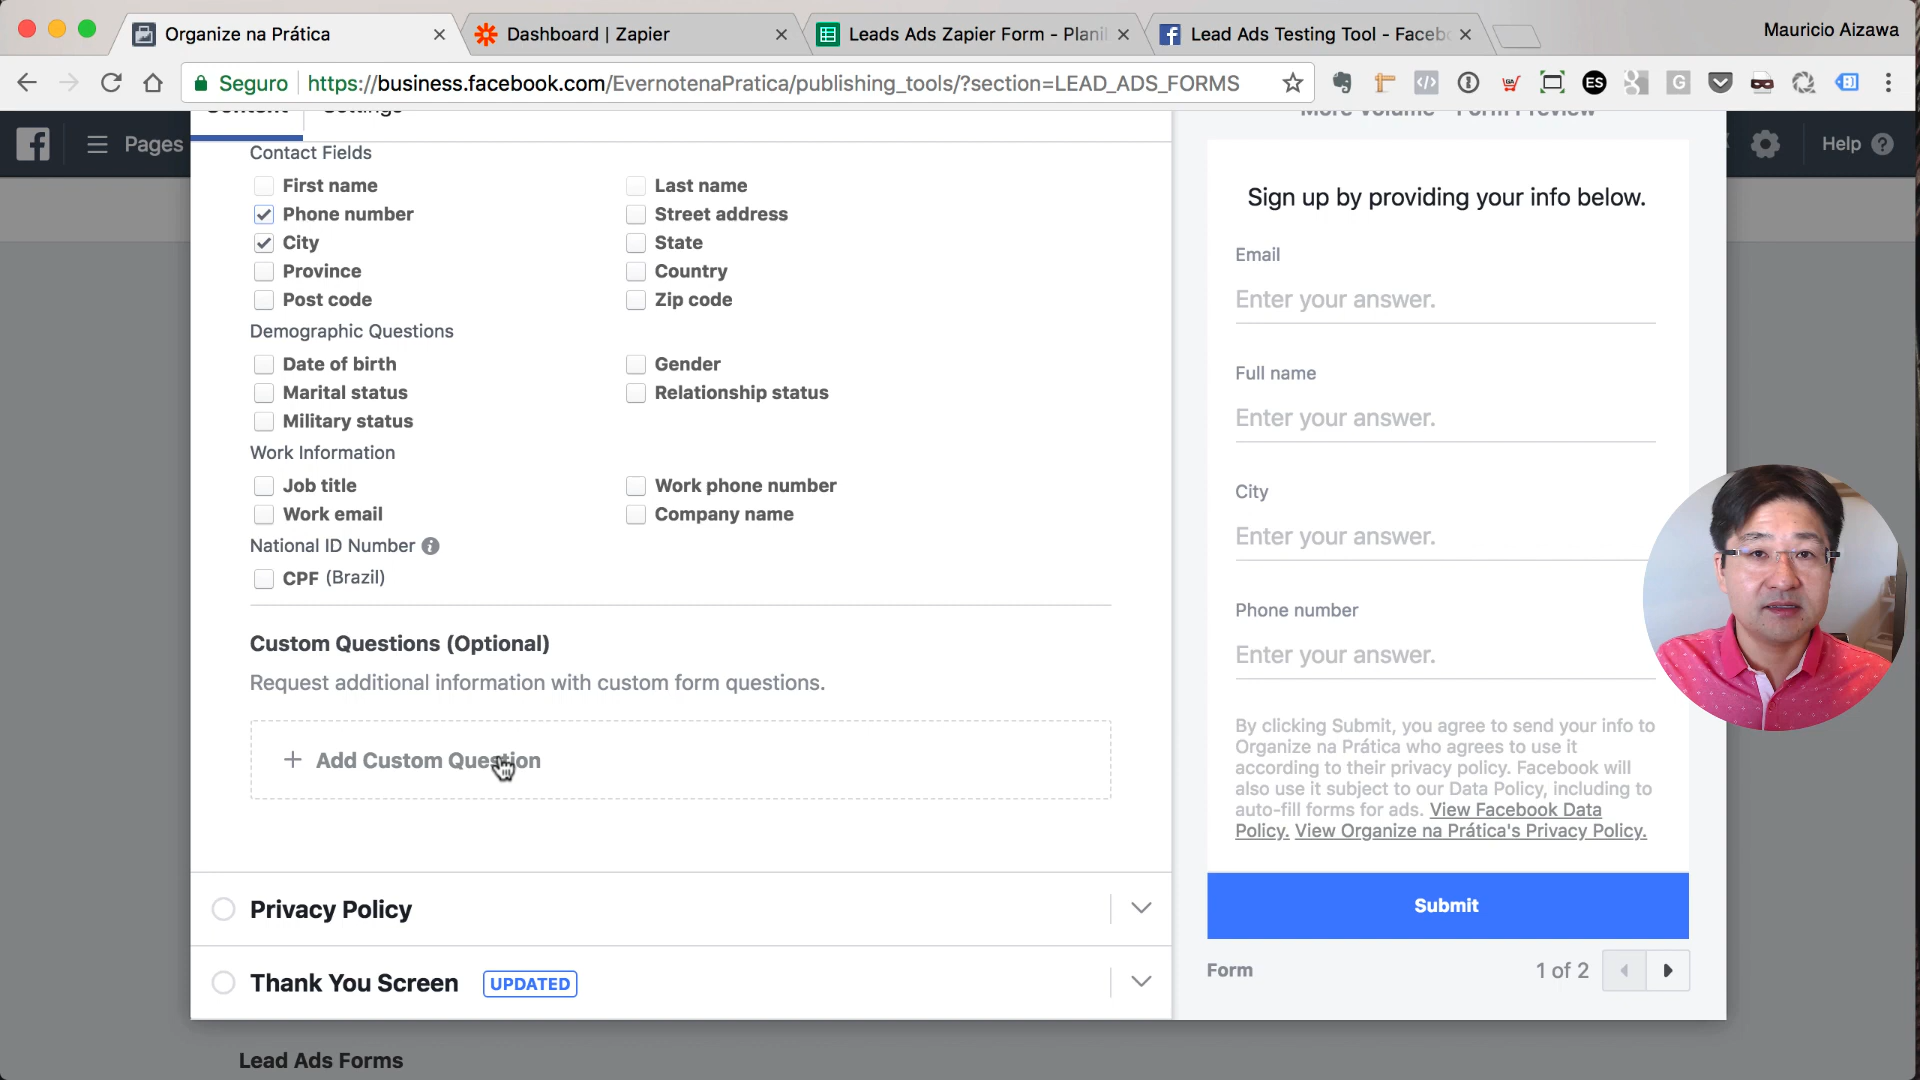 Organize na Prática
Dashboard | Zapier
Leads Ads Zapier Form - Planil
Lead Ads Testing Tool - Facebo
Mauricio Aizawa
Seguro
https://business.facebook.com/EvernotenaPratica/publishing_tools/?section=LEAD_ADS_FORMS
Pages
Help
Content
Settings
More Volume - Form Preview
Contact Fields
First name
Last name
Phone number
Street address
City
State
Province
Country
Post code
Zip code
Demographic Questions
Date of birth
Gender
Marital status
Relationship status
Military status
Work Information
Job title
Work phone number
Work email
Company name
National ID Number
CPF (Brazil)
Custom Questions (Optional)
Request additional information with custom form questions.
+ Add Custom Question
Privacy Policy
Thank You Screen UPDATED
Sign up by providing your info below.
Email
Enter your answer.
Full name
Enter your answer.
City
Enter your answer.
Phone number
Enter your answer.
By clicking Submit, you agree to send your info to
Organize na Prática who agrees to use it
according to their privacy policy. Facebook will
also use it subject to our Data Policy, including to
auto-fill forms for ads. View Facebook Data
Policy. View Organize na Prática's Privacy Policy.
Submit
Form
1 of 2
Lead Ads Forms